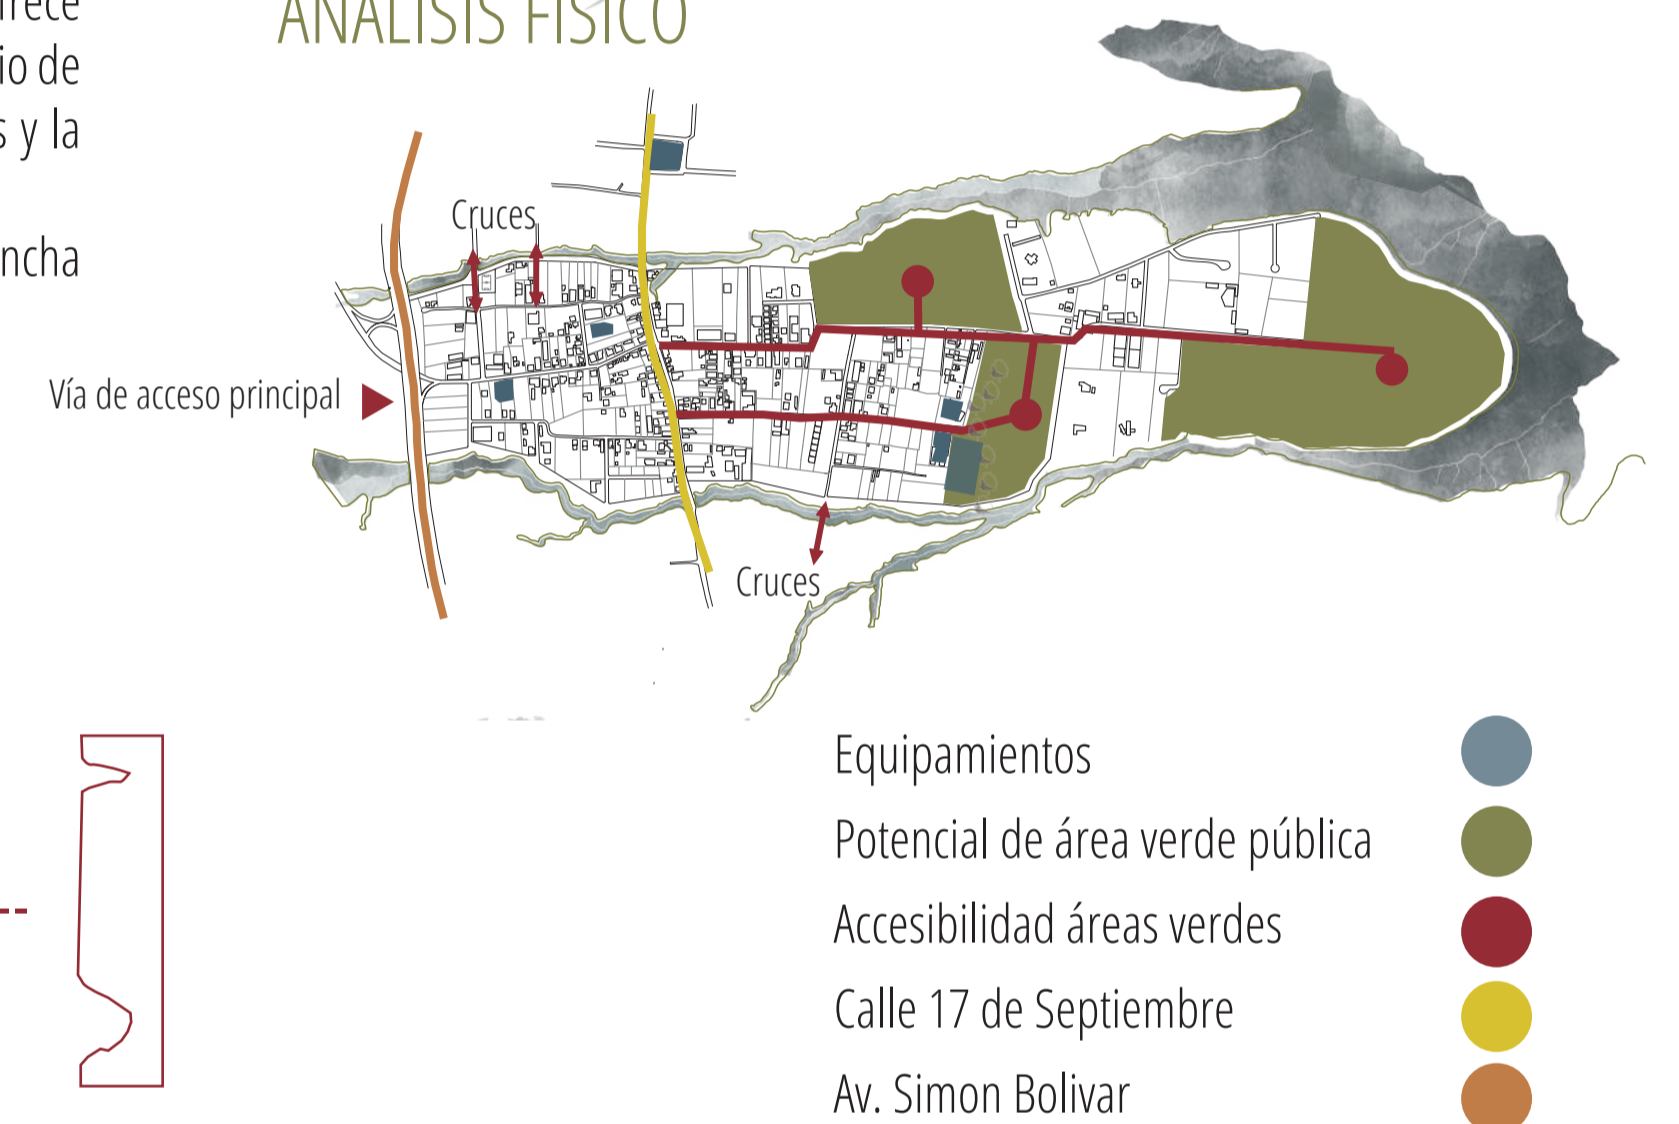 ANÁLISIS FÍSICO
io de
s y la
ncha
Cruces
Vía de acceso principal
Cruces
Equipamientos
Potencial de área verde pública
Accesibilidad áreas verdes
Calle 17 de Septiembre
Av. Simon Bolivar